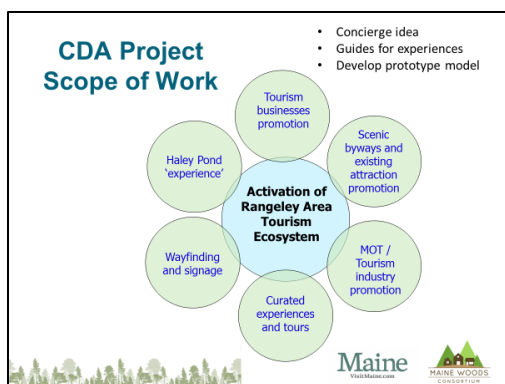 CDA Project
Scope of Work
• Concierge idea
• Guides for experiences
• Develop prototype model
Tourism
businesses
promotion
Scenic
byways and
existing
attraction
promotion
MOT /
Tourism
industry
promotion
Curated
experiences
and tours
Wayfinding
and signage
Haley Pond
‘experience’
Activation of
Rangeley Area
Tourism
Ecosystem
Maine
VisitMaine.com
MAINE WOODS
CONSORTIUM